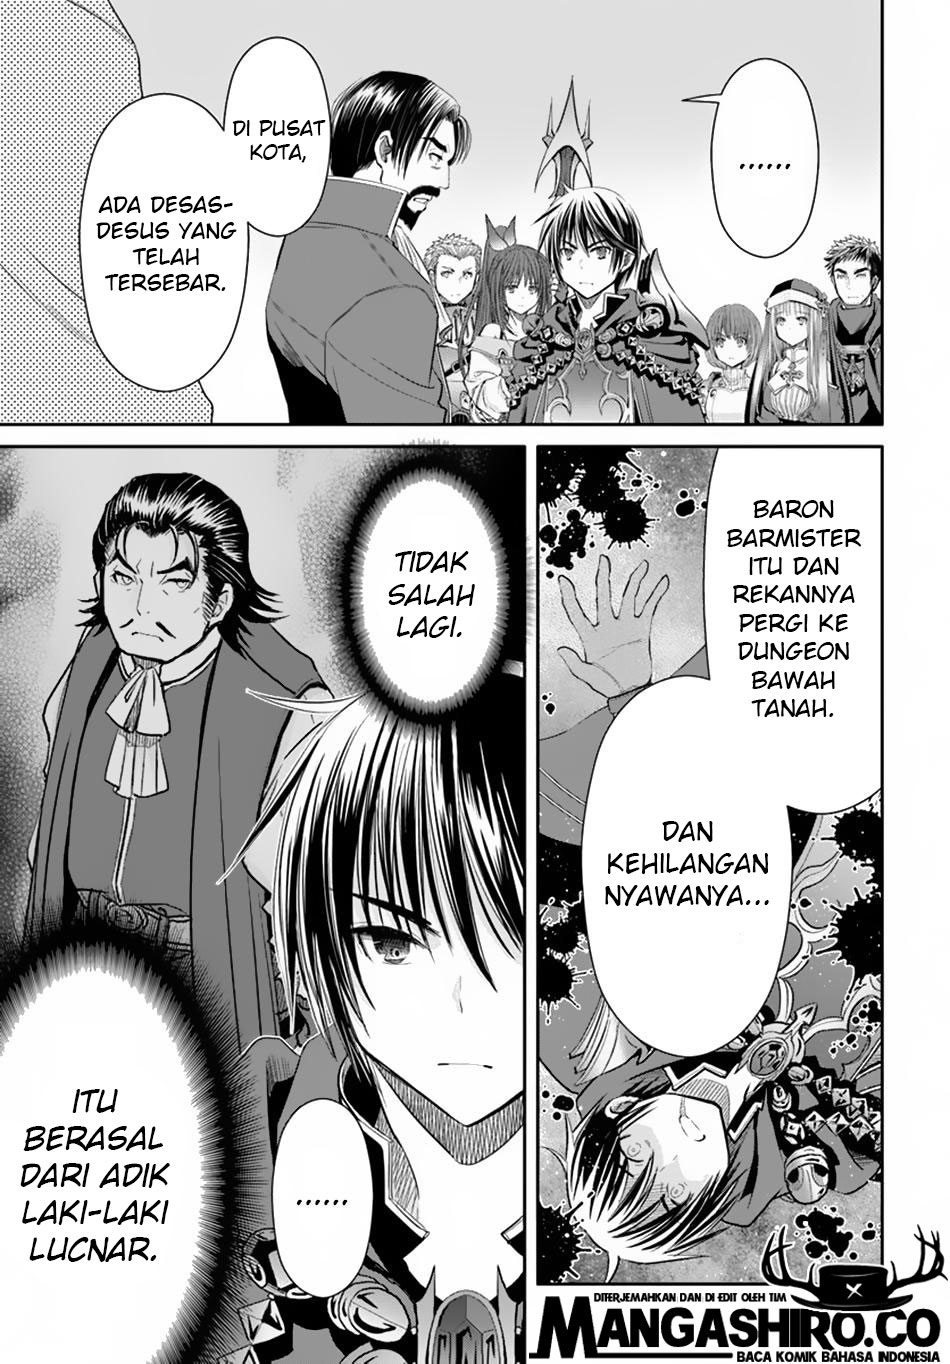 ......
DI PUSAT
KOTA,
ADA DESAS-
DESUS YANG
TELAH
TERSEBAR.
BARON
BARMISTER
ITU DAN
REKANNYA
PERGI KE
DUNGEON
BAWAH
TANAH.
DAN
KEHILANGAN
NYAWANYA...
TIDAK
SALAH
LAGI.
......
ITU
BERASAL
DARI ADIK
LAKI-LAKI
LUCNAR.
DITERJEMAHKAN DAN DI EDIT OLEH TIM
MANGASHIRO.CO
BACA KOMIK BAHASA INDONESIA